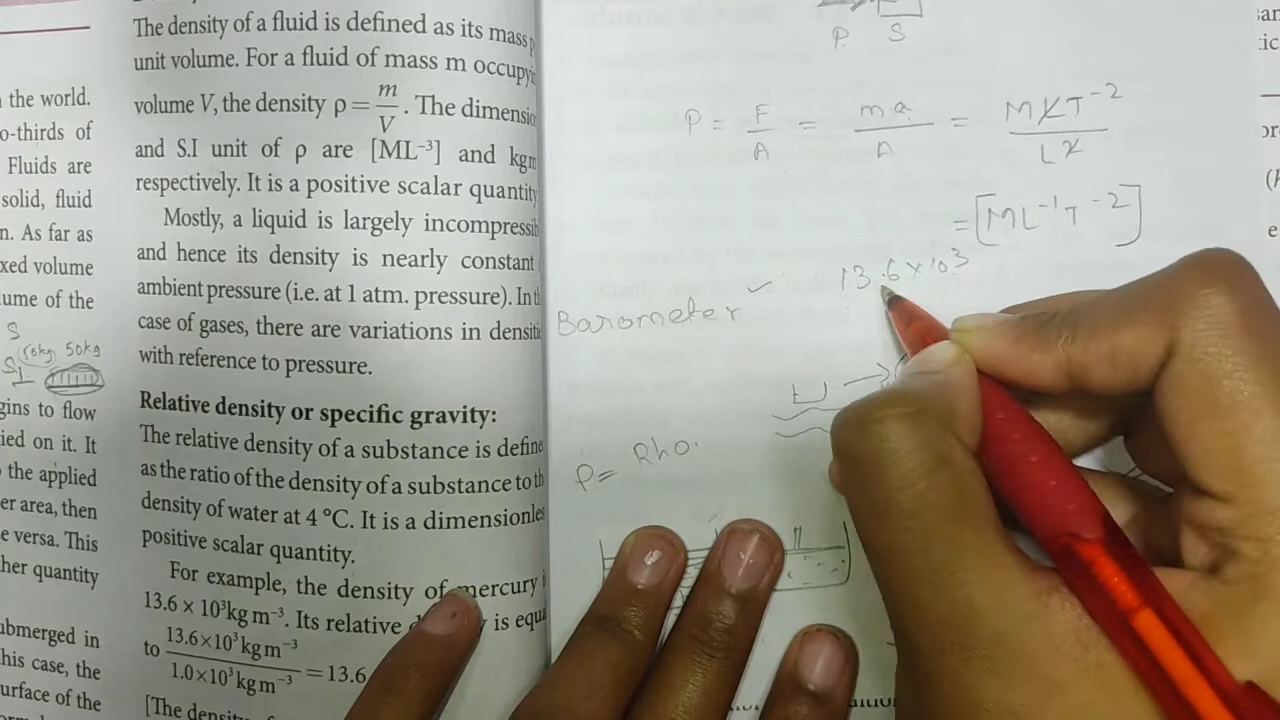 the world.
o-thirds of
Fluids are
solid, fluid
n. As far as
xed volume
ume of the
S
10kg 50kg
S
gins to flow
ied on it. It
the applied
er area, then
e versa. This
her quantity
ubmerged in
his case, the
urface of the
The density of a fluid is defined as its mass p
unit volume. For a fluid of mass m occupyi
volume V, the density ρ = m/V. The dimensio
and S.I unit of ρ are [ML⁻³] and kgm
respectively. It is a positive scalar quantity
Mostly, a liquid is largely incompressib
and hence its density is nearly constant
ambient pressure (i.e. at 1 atm. pressure). In th
case of gases, there are variations in densiti
with reference to pressure.
Relative density or specific gravity:
The relative density of a substance is define
as the ratio of the density of a substance to th
density of water at 4 °C. It is a dimensionles
positive scalar quantity.
For example, the density of mercury i
13.6 × 10³kg m⁻³. Its relative d y is equa
to 13.6×10³kg m⁻³/1.0×10³kg m⁻³ = 13.6
[The density
P. S
P = F/A = ma/A = MLT⁻²/L²
= [ML⁻¹T⁻²]
13.6 × 10³
Barometer
ρ = Rho.